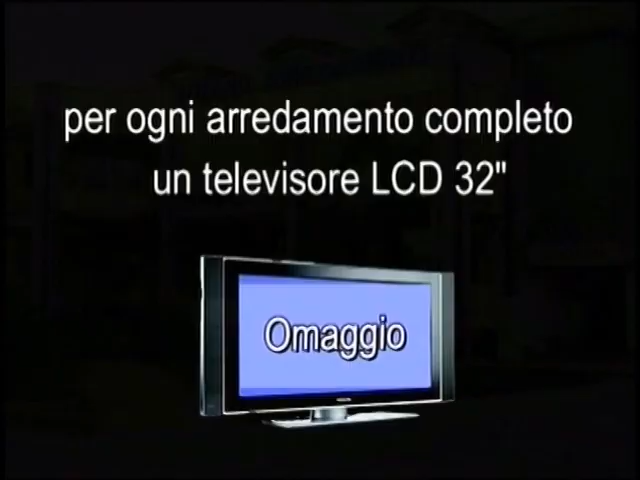 per ogni arredamento completo
un televisore LCD 32"
Omaggio